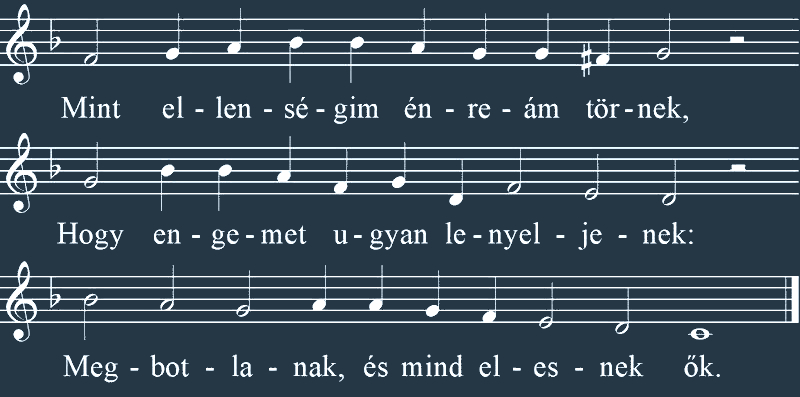 Mint el - len - sé - gim én - re - ám tör - nek,
Hogy en - ge - met u - gyan le - nyel - je - nek:
Meg - bot - la - nak, és mind el - es - nek ők.